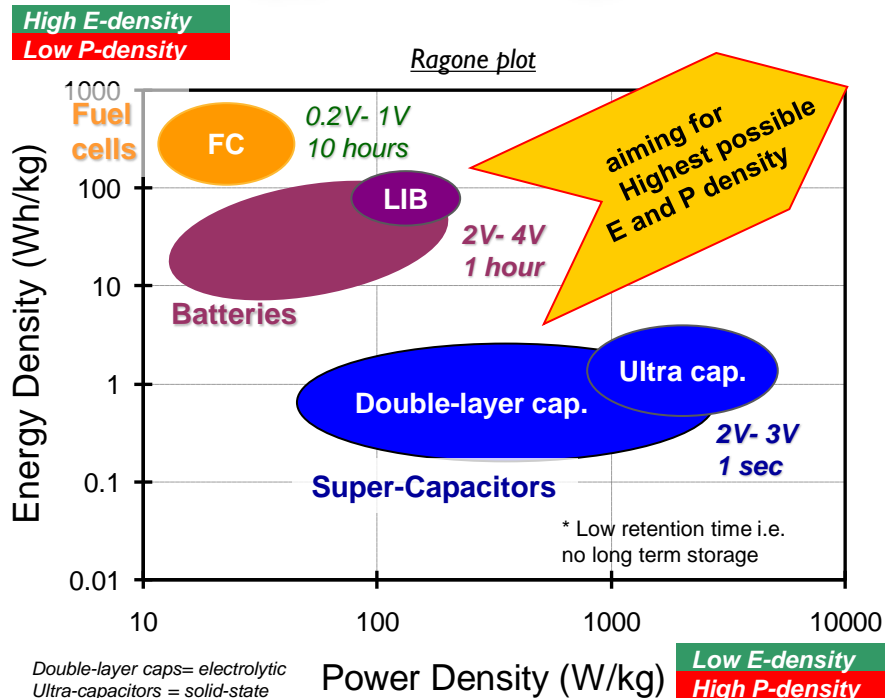 High E-density
Low P-density
Ragone plot
1000
Fuel
cells
FC
0.2V- 1V
10 hours
aiming for
Highest possible
E and P density
100
LIB
2V- 4V
1 hour
10
Batteries
Energy Density (Wh/kg)
1
Ultra cap.
Double-layer cap.
2V- 3V
1 sec
0.1
Super-Capacitors
* Low retention time i.e.
no long term storage
0.01
10
100
1000
10000
Double-layer caps= electrolytic
Ultra-capacitors = solid-state
Power Density (W/kg)
Low E-density
High P-density